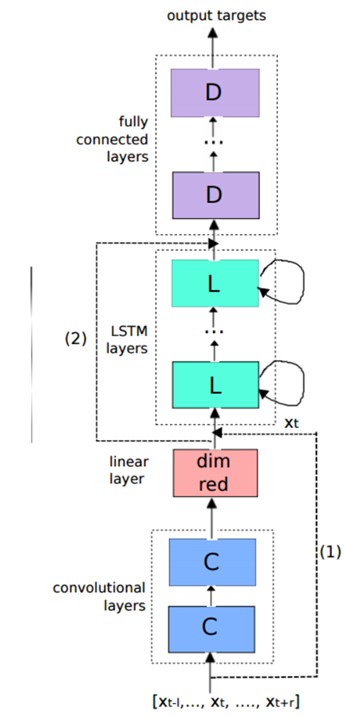 output targets
D
fully
connected
layers
...
D
L
(2)
LSTM
layers
...
L
xt
linear
layer
dim
red
C
(1)
convolutional
layers
C
[xt-l,..., xt, ...., xt+r]